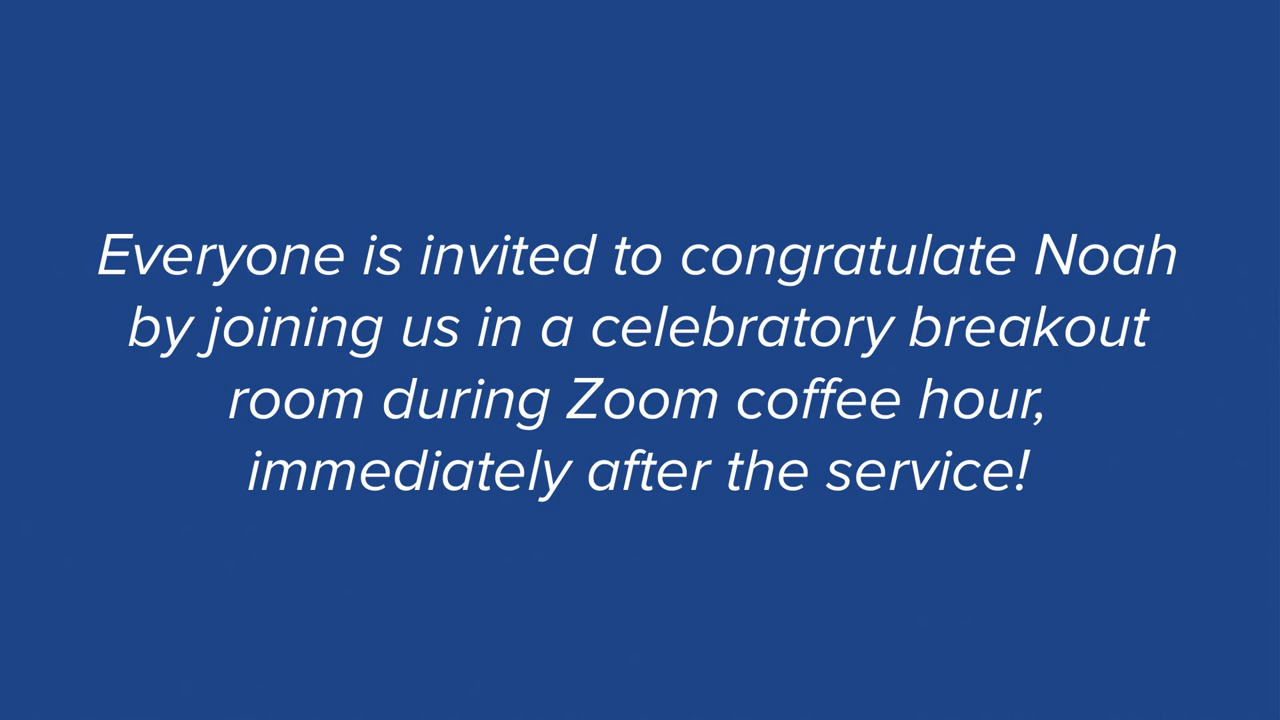 Everyone is invited to congratulate Noah
by joining us in a celebratory breakout
room during Zoom coffee hour,
immediately after the service!